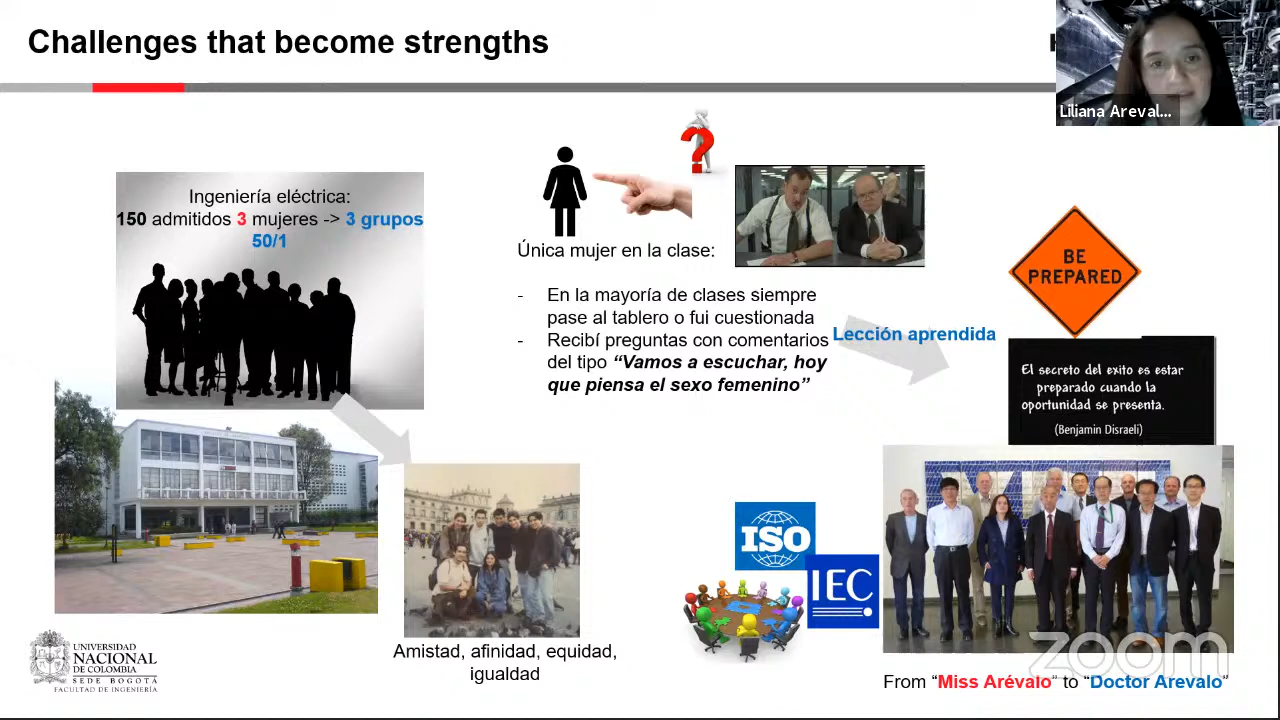 Challenges that become strengths
Liliana Areval...
Ingeniería eléctrica:
150 admitidos 3 mujeres -> 3 grupos
50/1
Única mujer en la clase:
- En la mayoría de clases siempre
pase al tablero o fui cuestionada
- Recibí preguntas con comentarios
del tipo “Vamos a escuchar, hoy
que piensa el sexo femenino”
Lección aprendida
BE
PREPARED
El secreto del exito es estar
preparado cuando la
oportunidad se presenta.
(Benjamin Disraeli)
Amistad, afinidad, equidad,
igualdad
ISO
IEC
zoom
From “Miss Arévalo” to “Doctor Arevalo”
UNIVERSIDAD
NACIONAL
DE COLOMBIA
SEDE BOGOTÁ
FACULTAD DE INGENIERÍA